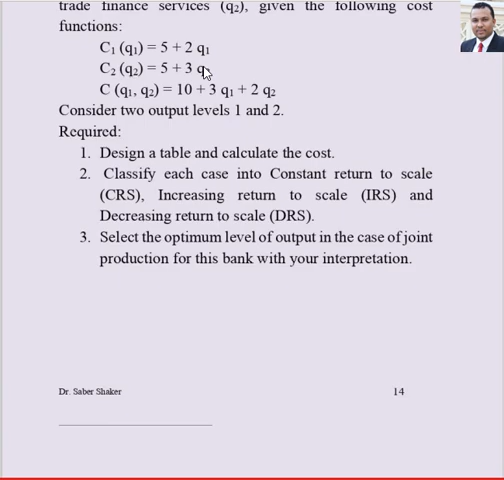 trade finance services (q₂), given the following cost
functions:
C₁ (q₁) = 5 + 2 q₁
C₂ (q₂) = 5 + 3 q
C (q₁, q₂) = 10 + 3 q₁ + 2 q₂
Consider two output levels 1 and 2.
Required:
1. Design a table and calculate the cost.
2. Classify each case into Constant return to scale
(CRS), Increasing return to scale (IRS) and
Decreasing return to scale (DRS).
3. Select the optimum level of output in the case of joint
production for this bank with your interpretation.
Dr. Saber Shaker
14